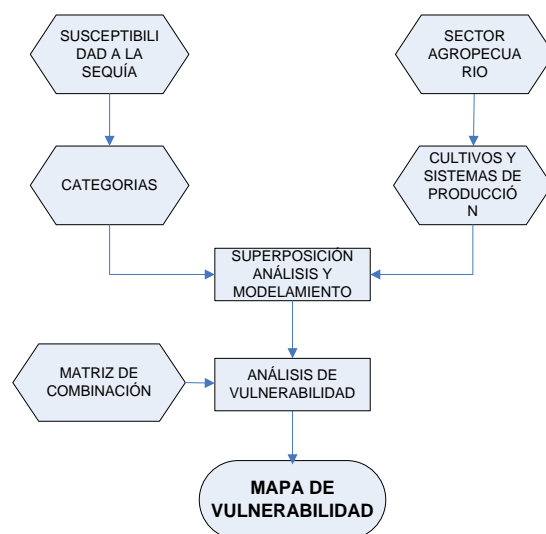 SUSCEPTIBILI
DAD A LA
SEQUÍA
SECTOR
AGROPECUA
RIO
CATEGORIAS
CULTIVOS Y
SISTEMAS DE
PRODUCCIÓ
N
SUPERPOSICIÓN
ANÁLISIS Y
MODELAMIENTO
MATRIZ DE
COMBINACIÓN
ANÁLISIS DE
VULNERABILIDAD
MAPA DE
VULNERABILIDAD